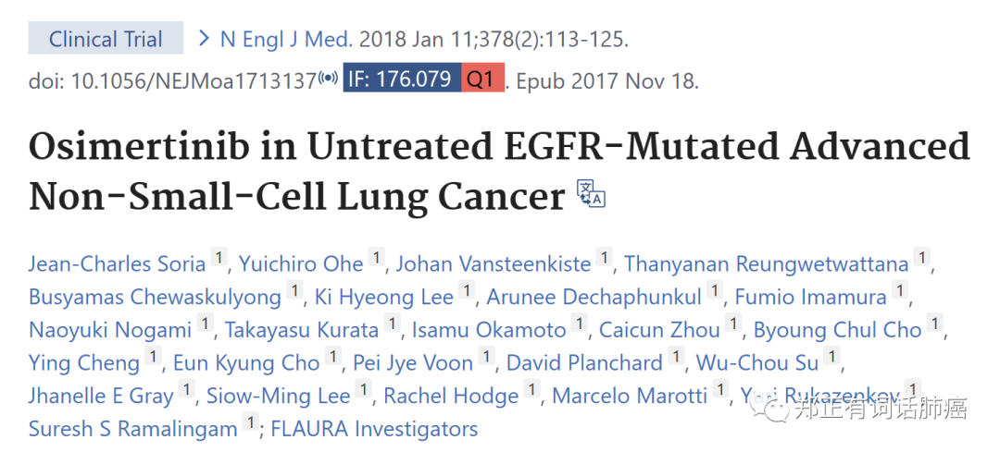 Clinical Trial > N Engl J Med. 2018 Jan 11;378(2):113-125.
doi: 10.1056/NEJMoa1713137 IF: 176.079 Q1 . Epub 2017 Nov 18.
Osimertinib in Untreated EGFR-Mutated Advanced
Non-Small-Cell Lung Cancer 文A
Jean-Charles Soria 1, Yuichiro Ohe 1, Johan Vansteenkiste 1, Thanyanan Reungwetwattana 1,
Busyamas Chewaskulyong 1, Ki Hyeong Lee 1, Arunee Dechaphunkul 1, Fumio Imamura 1,
Naoyuki Nogami 1, Takayasu Kurata 1, Isamu Okamoto 1, Caicun Zhou 1, Byoung Chul Cho 1,
Ying Cheng 1, Eun Kyung Cho 1, Pei Jye Voon 1, David Planchard 1, Wu-Chou Su 1,
Jhanelle E Gray 1, Siow-Ming Lee 1, Rachel Hodge 1, Marcelo Marotti 1, Rukazenkov 1,
郑正有词话肺癌
Suresh S Ramalingam 1; FLAURA Investigators